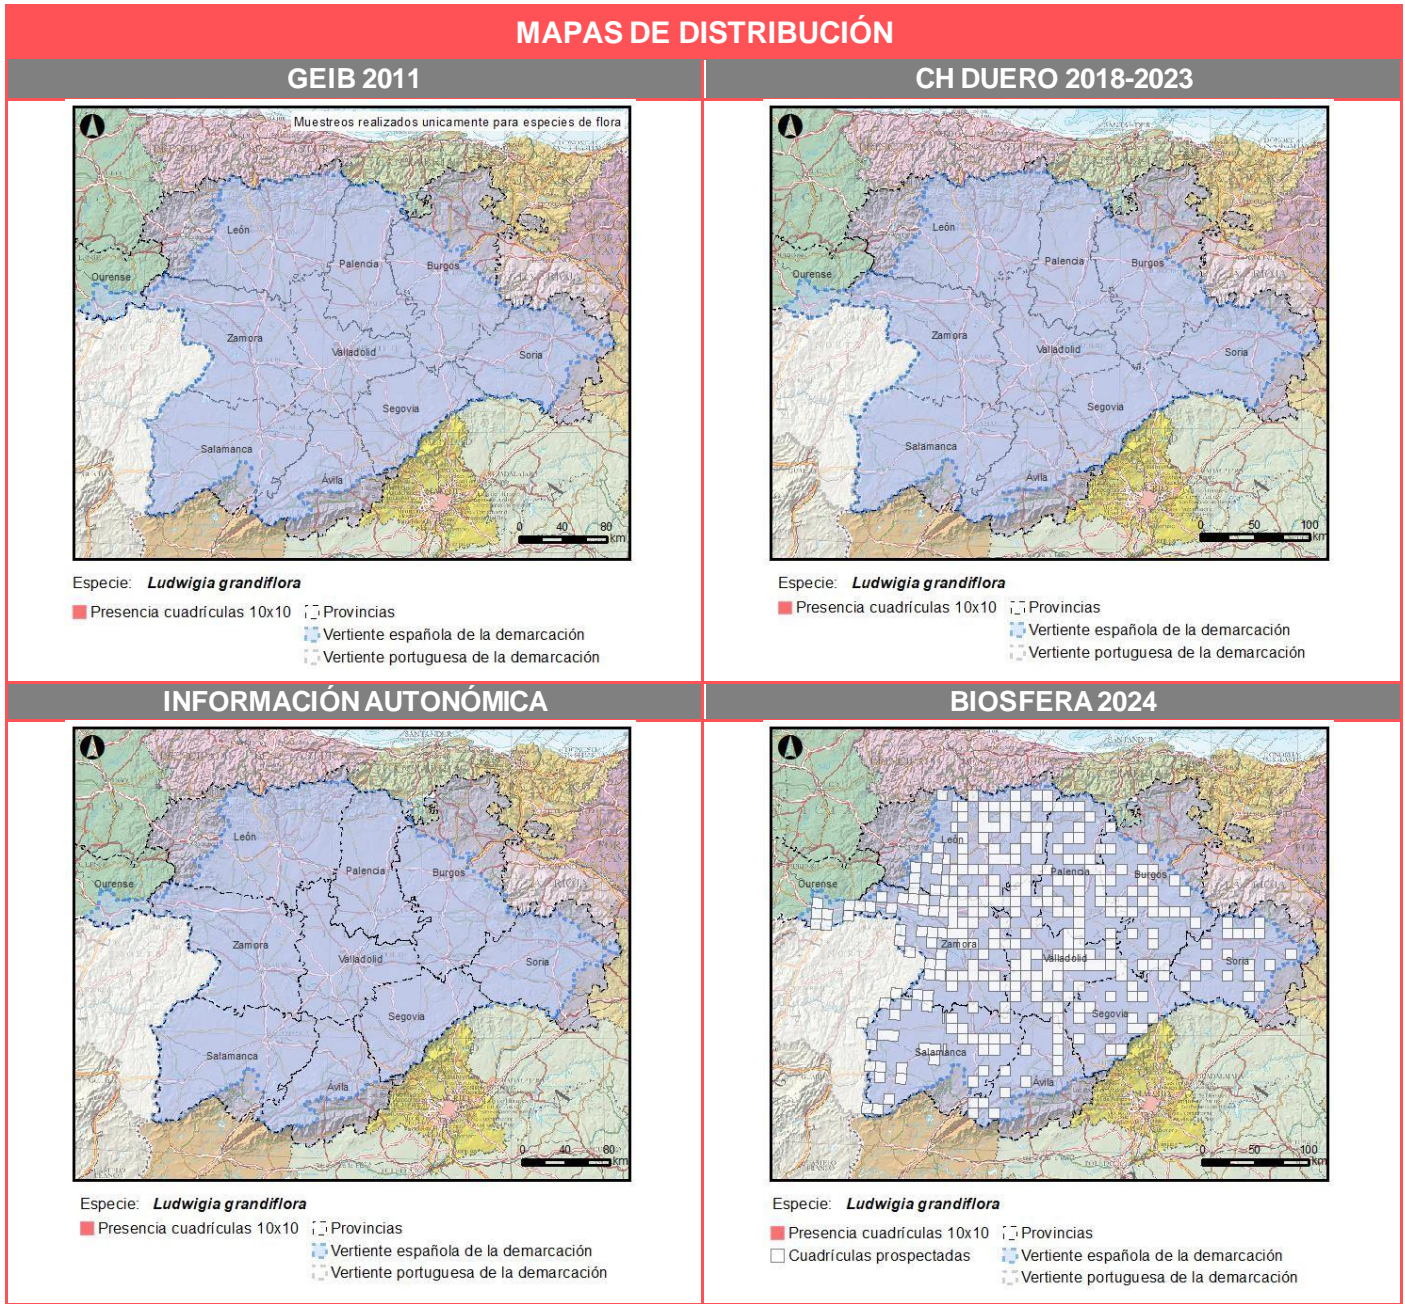 MAPAS DE DISTRIBUCIÓN
GEIB 2011
CH DUERO 2018-2023
Muestreos realizados unicamente para especies de flora
León
Palencia
Burgos
Ourense
Zamora
Valladolid
Soria
Segovia
Salamanca
Ávila
0 40 80
km
León
Palencia
Burgos
Ourense
Zamora
Valladolid
Soria
Segovia
Salamanca
Ávila
0 50 100
km
Especie: Ludwigia grandiflora
Presencia cuadrículas 10x10 Provincias
Vertiente española de la demarcación
Vertiente portuguesa de la demarcación
Especie: Ludwigia grandiflora
Presencia cuadrículas 10x10 Provincias
Vertiente española de la demarcación
Vertiente portuguesa de la demarcación
INFORMACIÓN AUTONÓMICA
BIOSFERA 2024
León
Palencia
Burgos
Ourense
Zamora
Valladolid
Soria
Segovia
Salamanca
Ávila
0 40 80
km
SANTANDER
León
Palencia
Burgos
Ourense
Zamora
Valladolid
Soria
Segovia
Salamanca
Ávila
0 50 100
km
Especie: Ludwigia grandiflora
Presencia cuadrículas 10x10 Provincias
Vertiente española de la demarcación
Vertiente portuguesa de la demarcación
Especie: Ludwigia grandiflora
Presencia cuadrículas 10x10 Provincias
Cuadrículas prospectadas Vertiente española de la demarcación
Vertiente portuguesa de la demarcación